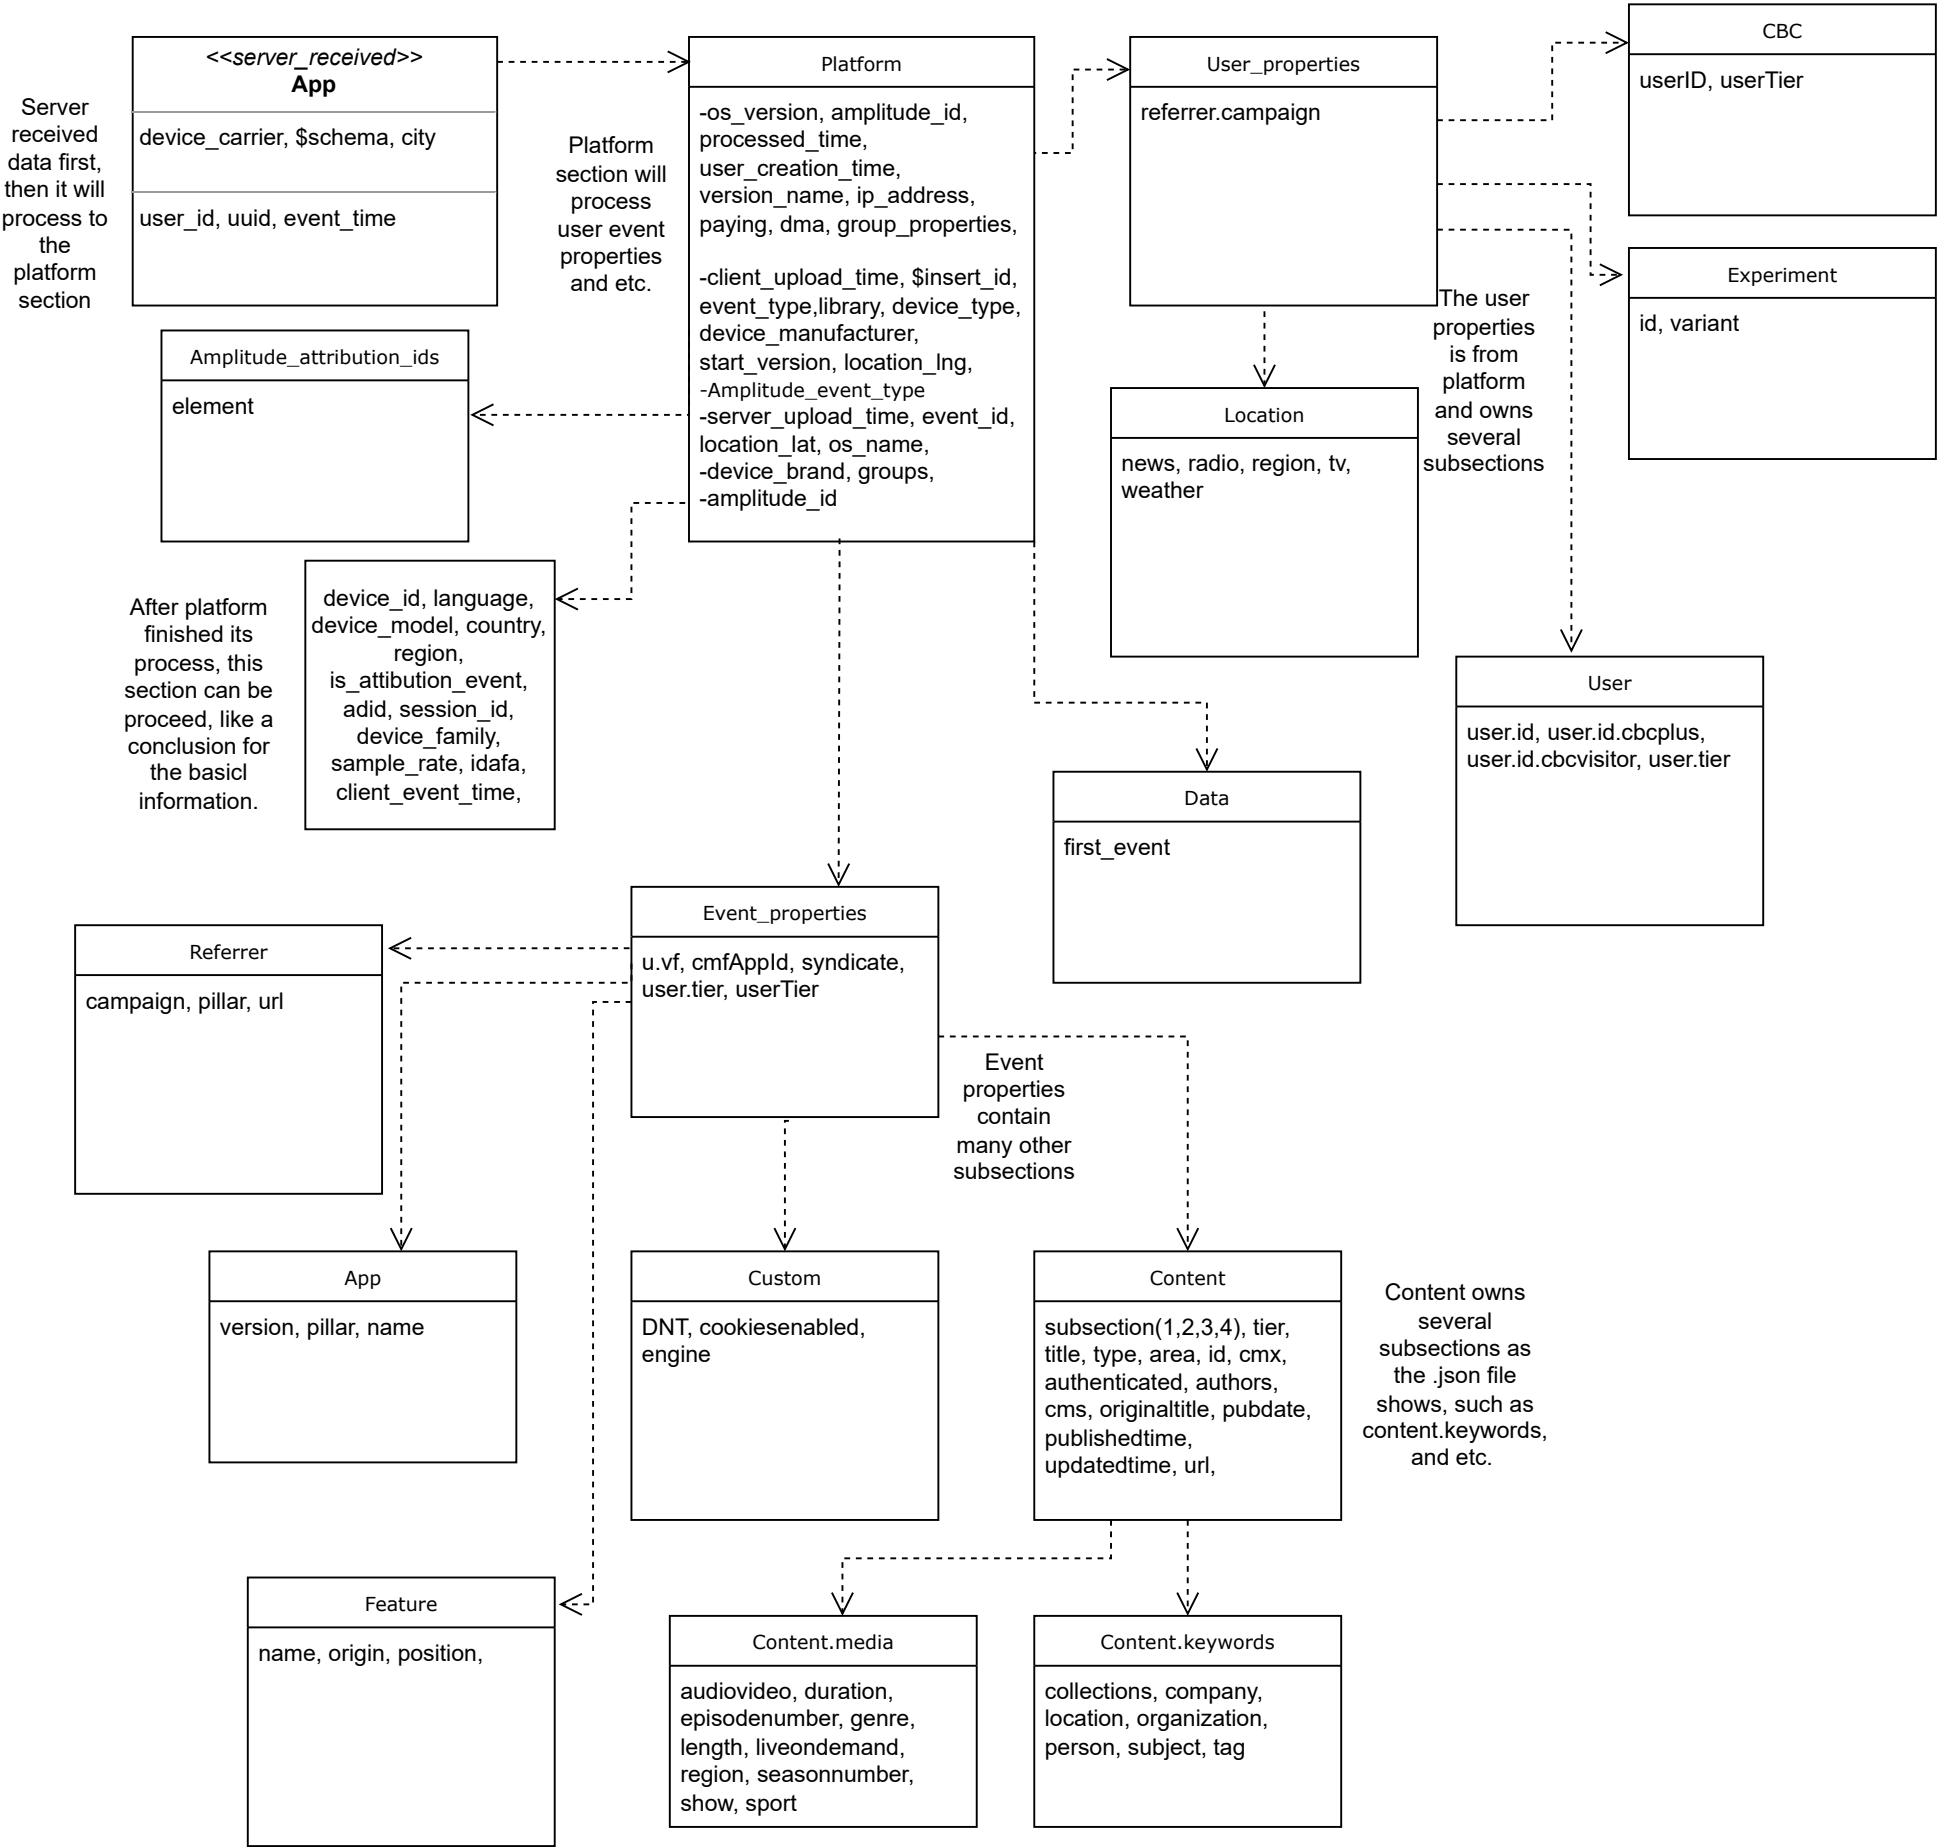 <<server_received>>
App
device_carrier, $schema, city
user_id, uuid, event_time
Server
received
data first,
then it will
process to
the
platform
section
Platform
-os_version, amplitude_id,
processed_time,
user_creation_time,
version_name, ip_address,
paying, dma, group_properties,
-client_upload_time, $insert_id,
event_type,library, device_type,
device_manufacturer,
start_version, location_lng,
-Amplitude_event_type
-server_upload_time, event_id,
location_lat, os_name,
-device_brand, groups,
-amplitude_id
Platform
section will
process
user event
properties
and etc.
User_properties
referrer.campaign
CBC
userID, userTier
Experiment
id, variant
The user
properties
is from
platform
and owns
several
subsections
Amplitude_attribution_ids
element
Location
news, radio, region, tv,
weather
device_id, language,
device_model, country,
region,
is_attibution_event,
adid, session_id,
device_family,
sample_rate, idafa,
client_event_time,
After platform
finished its
process, this
section can be
proceed, like a
conclusion for
the basicl
information.
User
user.id, user.id.cbcplus,
user.id.cbcvisitor, user.tier
Data
first_event
Event_properties
u.vf, cmfAppId, syndicate,
user.tier, userTier
Referrer
campaign, pillar, url
Event
properties
contain
many other
subsections
App
version, pillar, name
Custom
DNT, cookiesenabled,
engine
Content
subsection(1,2,3,4), tier,
title, type, area, id, cmx,
authenticated, authors,
cms, originaltitle, pubdate,
publishedtime,
updatedtime, url,
Content owns
several
subsections as
the .json file
shows, such as
content.keywords,
and etc.
Feature
name, origin, position,
Content.media
audiovideo, duration,
episodenumber, genre,
length, liveondemand,
region, seasonnumber,
show, sport
Content.keywords
collections, company,
location, organization,
person, subject, tag